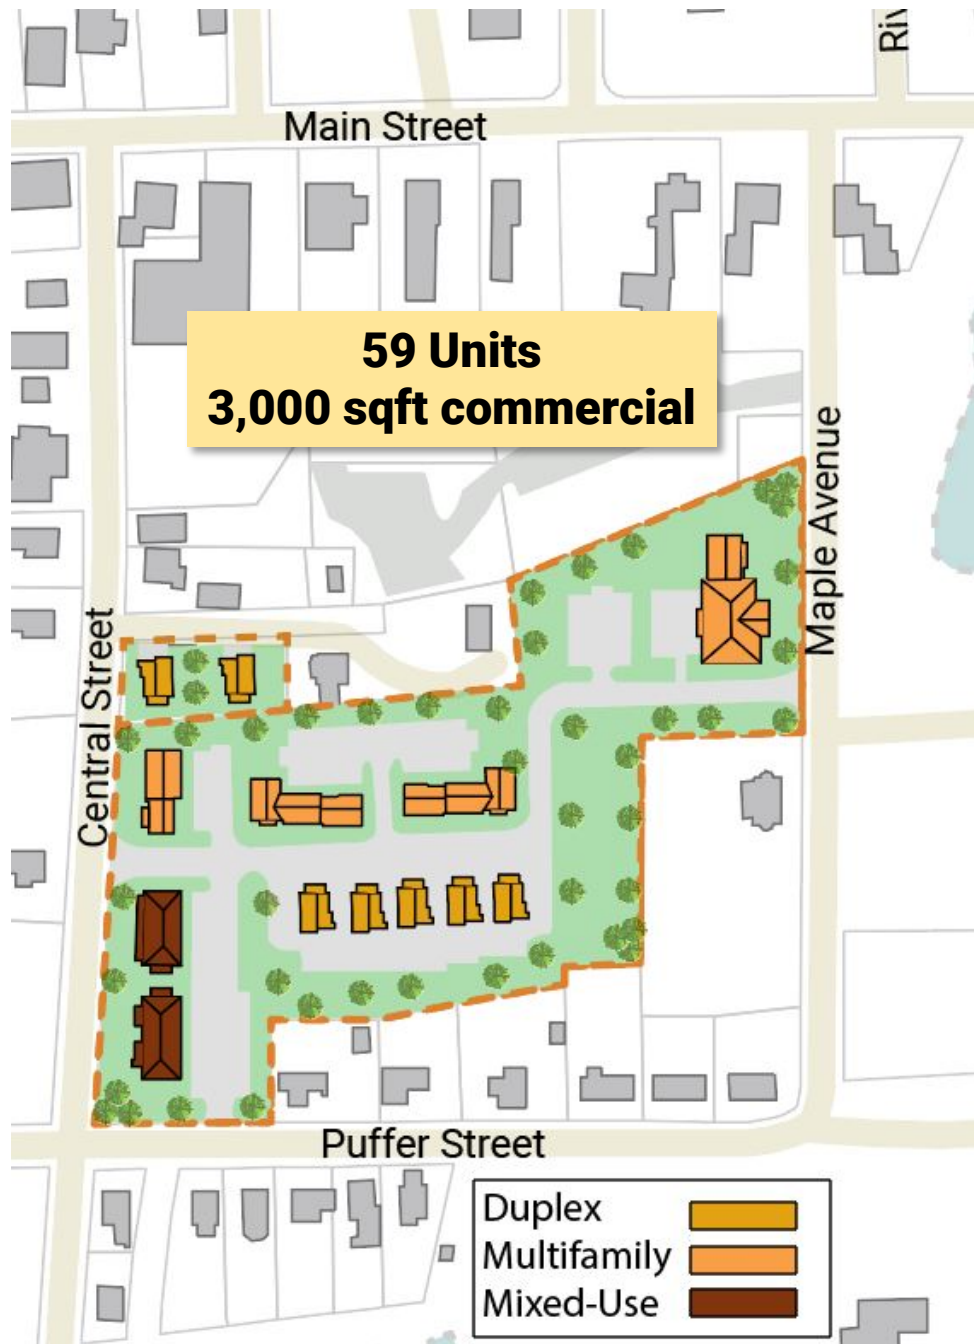 Main Street
59 Units
3,000 sqft commercial
Maple Avenue
Central Street
Puffer Street
Duplex
Multifamily
Mixed-Use